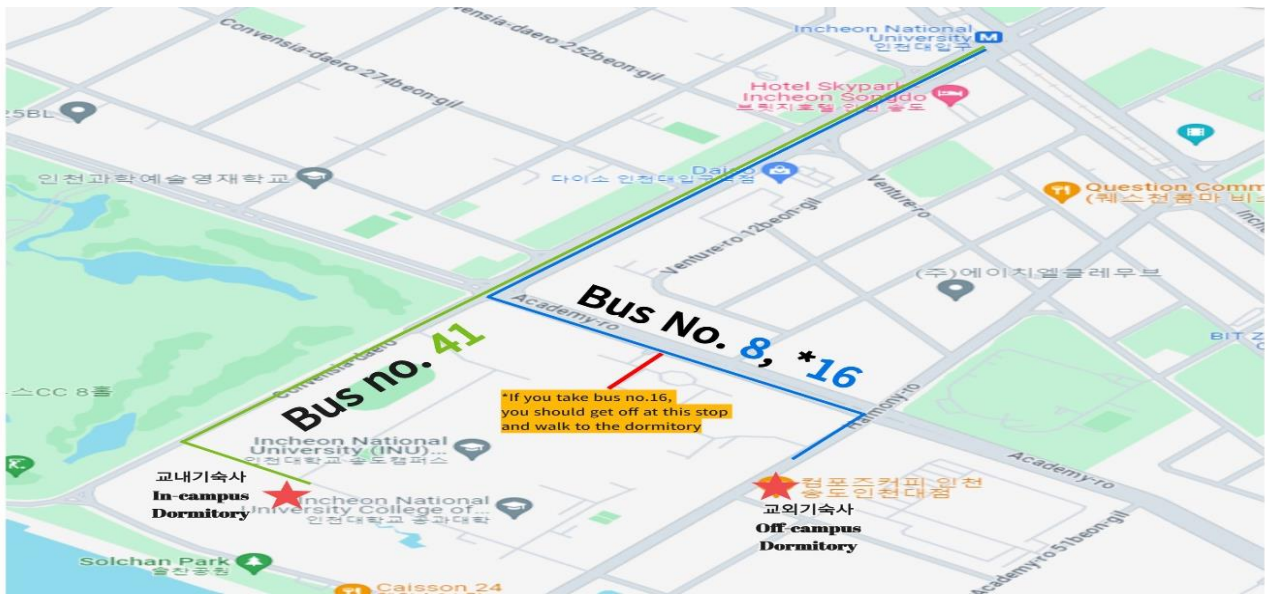 Convensia-daero 274beon-gil
ensia-daero 252beon-gil
Incheon National
University
인천대입구
M
Hotel Skypark
Incheon Songdo
25BL
인천과학예술영재학교
다이소 인천대입구
Venture-ro 12beon-gil
Venture-ro
Question Comm
(퀘스천콤마 비
Inche
(주)에이치엘클레무브
BIT
Academy-ro
Bus No. 8, *16
Convensia-daero
Bus no. 41
Harmony-ro
스CC 8홀
*If you take bus no.16,
you should get off at this stop
and walk to the dormitory
Incheon National
University (INU)...
인천대학교 송도캠퍼스
교내기숙사
In-campus
Dormitory
Incheon National
University College of...
인천대학교 공과대학
컴포즈커피 인천
송도인천대점
교외기숙사
Off-campus
Dormitory
Academy-ro
Academy-ro 51beon-gil
Solchan Park
솔찬공원
Caisson 24